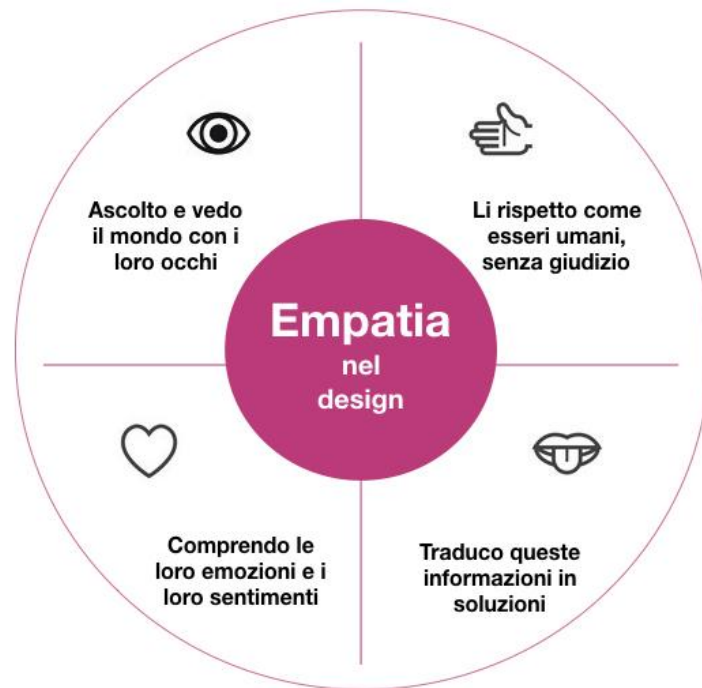 Ascolto e vedo
il mondo con i
loro occhi
Li rispetto come
esseri umani,
senza giudizio
Empatia
nel
design
Comprendo le
loro emozioni e i
loro sentimenti
Traduco queste
informazioni in
soluzioni